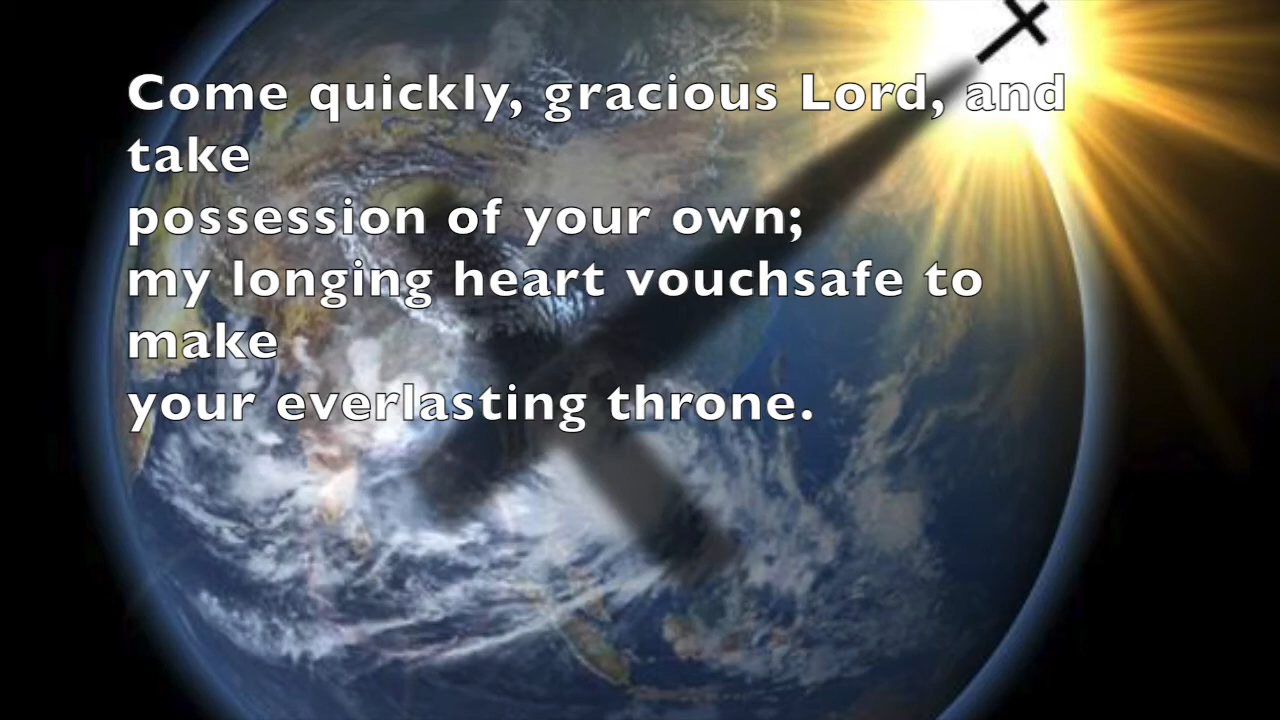 Come quickly, gracious Lord, and
take
possession of your own;
my longing heart vouchsafe to
make
your everlasting throne.